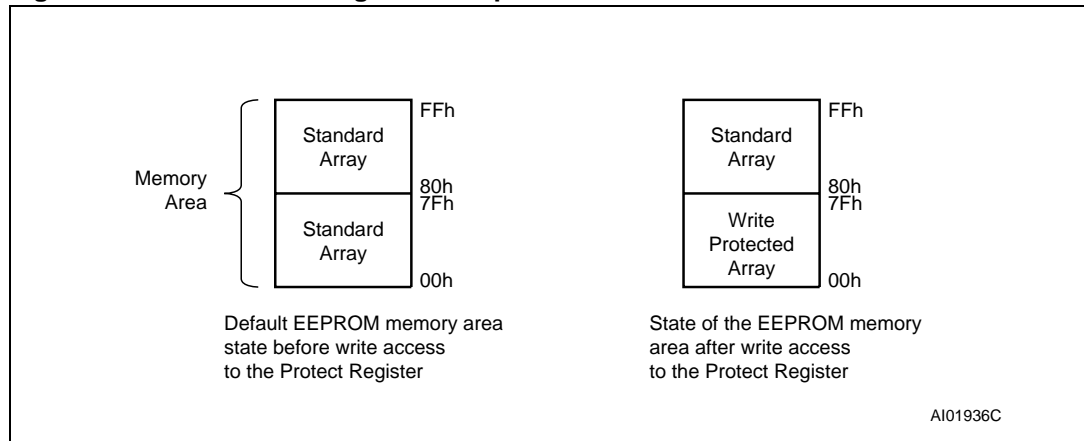 FFh
Standard
Array
80h
7Fh
Memory
Area
Standard
Array
00h
Default EEPROM memory area
state before write access
to the Protect Register
FFh
Standard
Array
80h
7Fh
Write
Protected
Array
00h
State of the EEPROM memory
area after write access
to the Protect Register
AI01936C